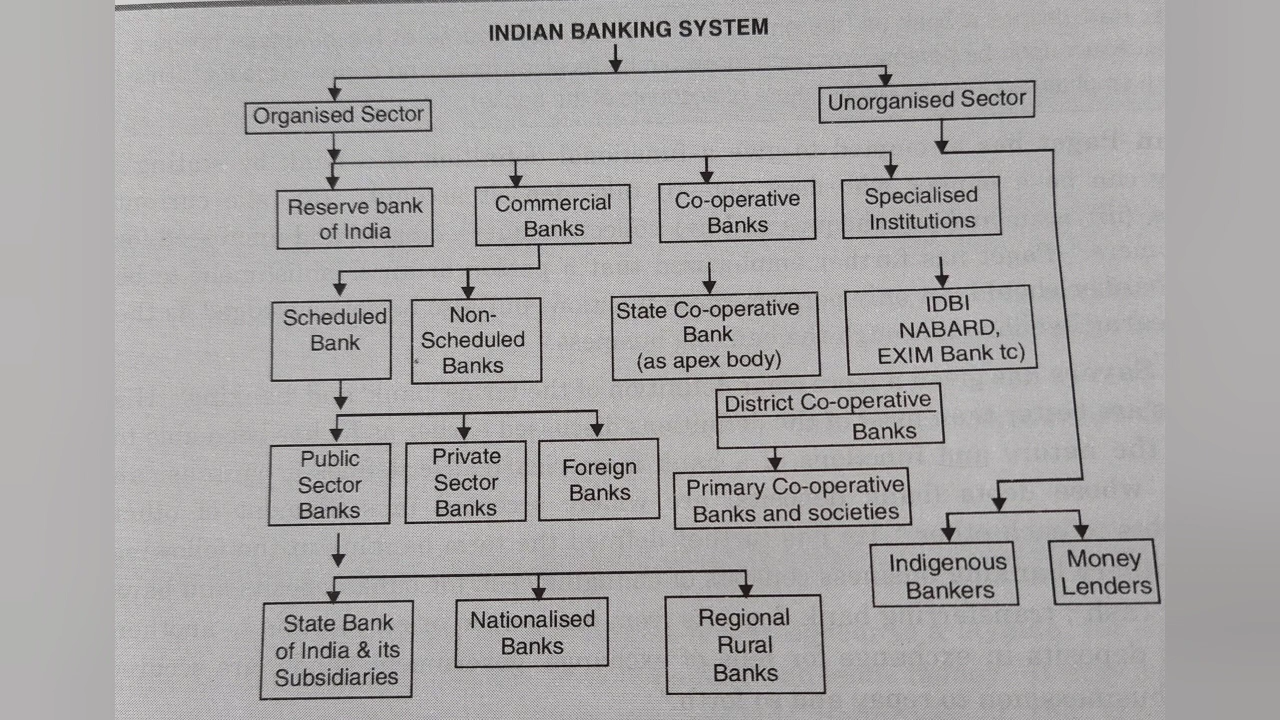 INDIAN BANKING SYSTEM
Organised Sector
Unorganised Sector
Reserve bank
of India
Commercial
Banks
Co-operative
Banks
Specialised
Institutions
Scheduled
Bank
Non-
Scheduled
Banks
State Co-operative
Bank
(as apex body)
IDBI
NABARD,
EXIM Bank tc)
District Co-operative
Banks
Public
Sector
Banks
Private
Sector
Banks
Foreign
Banks
Primary Co-operative
Banks and societies
Indigenous
Bankers
Money
Lenders
State Bank
of India & its
Subsidiaries
Nationalised
Banks
Regional
Rural
Banks